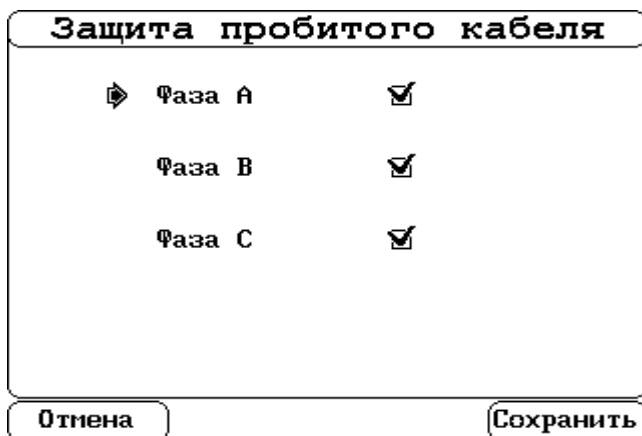 Защита пробитого кабеля
Фаза А
Фаза В
Фаза С
Отмена
Сохранить